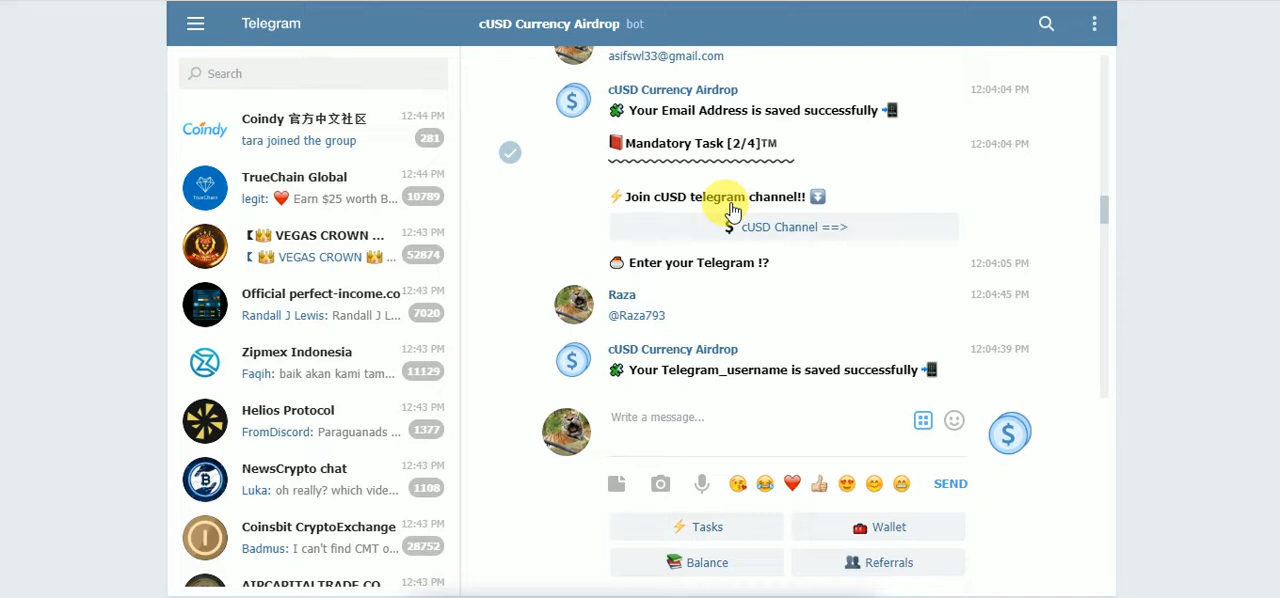 Telegram
cUSD Currency Airdrop bot
Search
Coindy 官方中文社区 12:44 PM
tara joined the group 281
Coindy
TrueChain Global 12:44 PM
legit: ❤️ Earn $25 worth B... 10789
【👑 VEGAS CROWN ... 12:43 PM
【 👑 VEGAS CROWN 👑 ... 52874
Official perfect-income.co 12:43 PM
Randall J Lewis: Randall J L... 7020
Zipmex Indonesia 12:43 PM
Faqih: baik akan kami tam... 11129
Helios Protocol 12:43 PM
FromDiscord: Paraguanads ... 1377
NewsCrypto chat 12:43 PM
Luka: oh really? which vide... 1108
Coinsbit CryptoExchange 12:43 PM
Badmus: I can't find CMT o... 28752
AIRCAPITALTRADE.CO 12:43 PM
asifswl33@gmail.com
cUSD Currency Airdrop 12:04:04 PM
Your Email Address is saved successfully 📲
📕Mandatory Task [2/4]™ 12:04:04 PM
⚡Join cUSD telegram channel!! ⏬
💲 cUSD Channel ==>
Enter your Telegram !? 12:04:05 PM
Raza 12:04:45 PM
@Raza793
cUSD Currency Airdrop 12:04:39 PM
Your Telegram_username is saved successfully 📲
Write a message...
SEND
⚡ Tasks
🧰 Wallet
📚 Balance
👥 Referrals